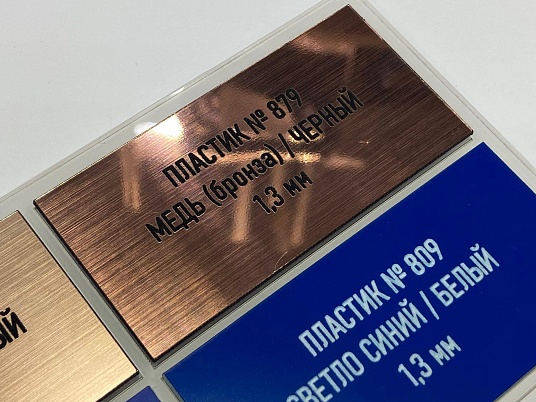 ПЛАСТИК № 879
МЕДЬ (бронза) / ЧЕРНЫЙ
1,3 мм
ПЛАСТИК № 809
СВЕТЛО СИНИЙ / БЕЛЫЙ
1,3 мм